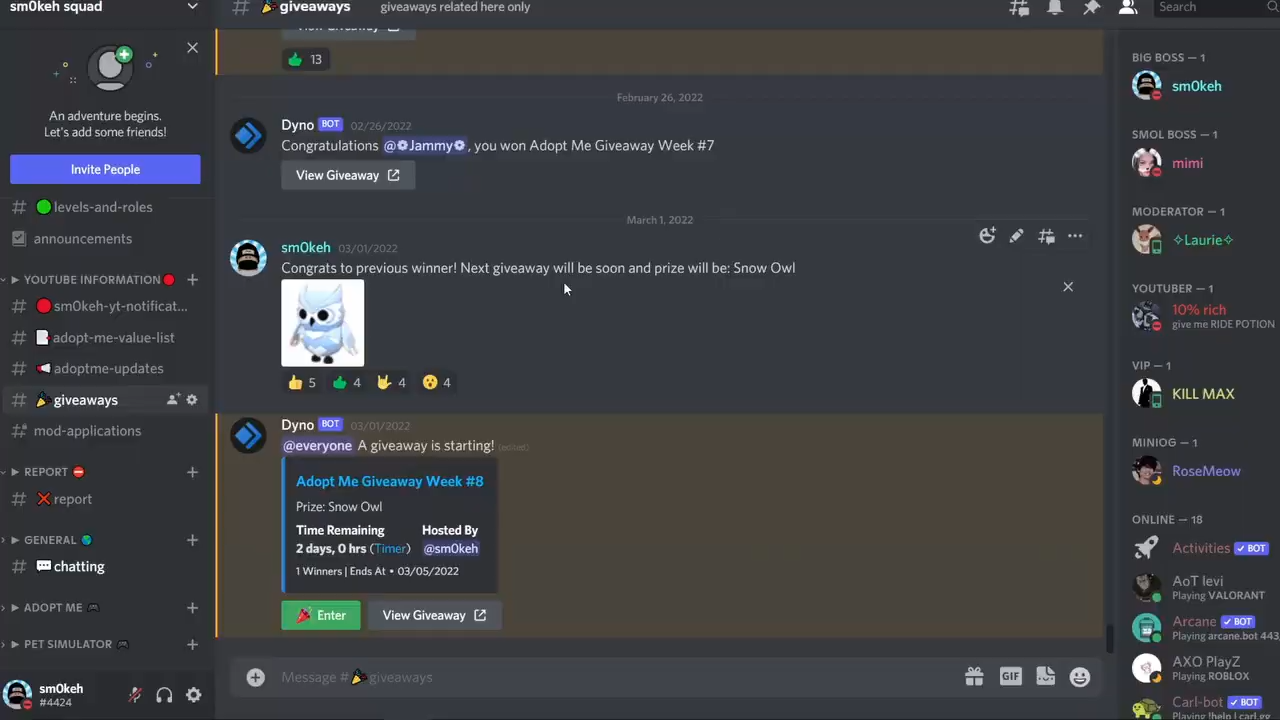 sm0keh squad
giveaways
giveaways related here only
Search
An adventure begins.
Let's add some friends!
Invite People
levels-and-roles
announcements
YOUTUBE INFORMATION
sm0keh-yt-notificat...
adopt-me-value-list
adoptme-updates
giveaways
mod-applications
REPORT
report
GENERAL
chatting
ADOPT ME
PET SIMULATOR
sm0keh
#4424
View Giveaway
13
February 26, 2022
Dyno BOT 02/26/2022
Congratulations @❁Jammy❁, you won Adopt Me Giveaway Week #7
View Giveaway
March 1, 2022
sm0keh 03/01/2022
Congrats to previous winner! Next giveaway will be soon and prize will be: Snow Owl
5 4 4 4
Dyno BOT 03/01/2022
@everyone A giveaway is starting! (edited)
Adopt Me Giveaway Week #8
Prize: Snow Owl
Time Remaining Hosted By
2 days, 0 hrs (Timer) @sm0keh
1 Winners | Ends At • 03/05/2022
Enter View Giveaway
Message # giveaways
GIF
BIG BOSS — 1
sm0keh
SMOL BOSS — 1
mimi
MODERATOR — 1
✧Laurie✧
YOUTUBER — 1
10% rich
give me RIDE POTION
VIP — 1
KILL MAX
MINIOG — 1
RoseMeow
ONLINE — 18
Activities BOT
AoT levi
Playing VALORANT
Arcane BOT
Playing arcane.bot 443,
AXO PlayZ
Playing ROBLOX
Carl-bot BOT
Playing !help | carl.gg